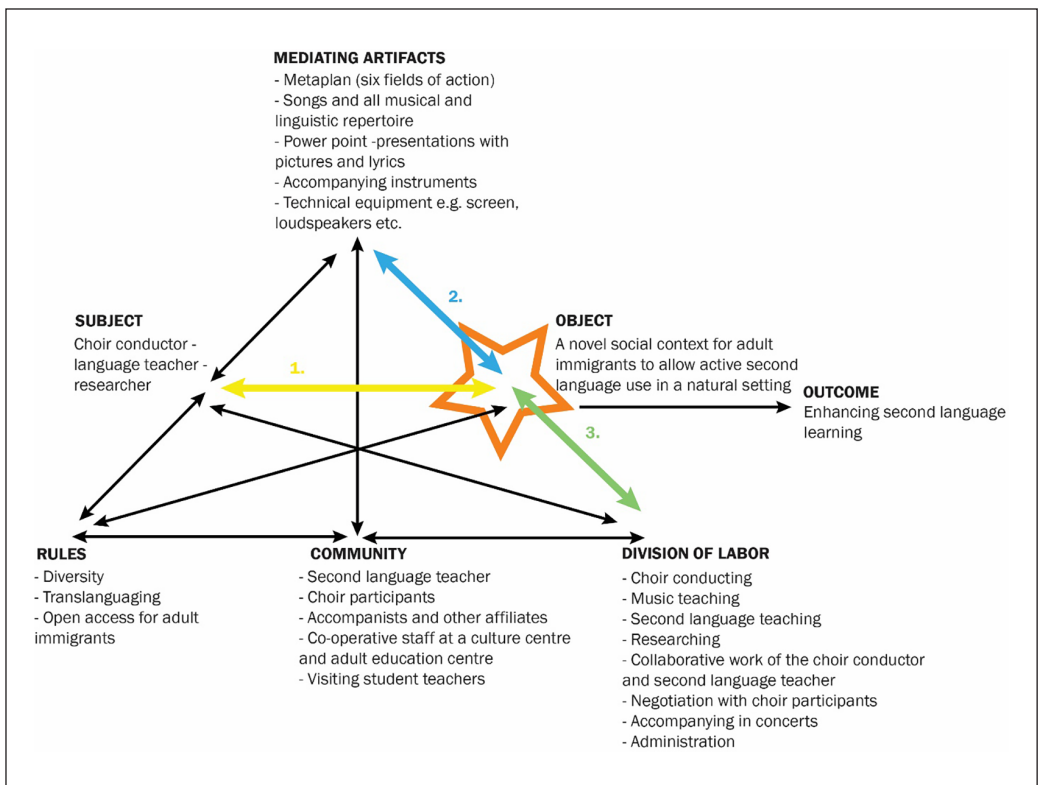 MEDIATING ARTIFACTS
- Metaplan (six fields of action)
- Songs and all musical and
linguistic repertoire
- Power point -presentations with
pictures and lyrics
- Accompanying instruments
- Technical equipment e.g. screen,
loudspeakers etc.
2.
SUBJECT
Choir conductor -
language teacher -
researcher
1.
OBJECT
A novel social context for adult
immigrants to allow active second
language use in a natural setting
OUTCOME
Enhancing second language
learning
3.
RULES
- Diversity
- Translanguaging
- Open access for adult
immigrants
COMMUNITY
- Second language teacher
- Choir participants
- Accompanists and other affiliates
- Co-operative staff at a culture centre
and adult education centre
- Visiting student teachers
DIVISION OF LABOR
- Choir conducting
- Music teaching
- Second language teaching
- Researching
- Collaborative work of the choir conductor
and second language teacher
- Negotiation with choir participants
- Accompanying in concerts
- Administration